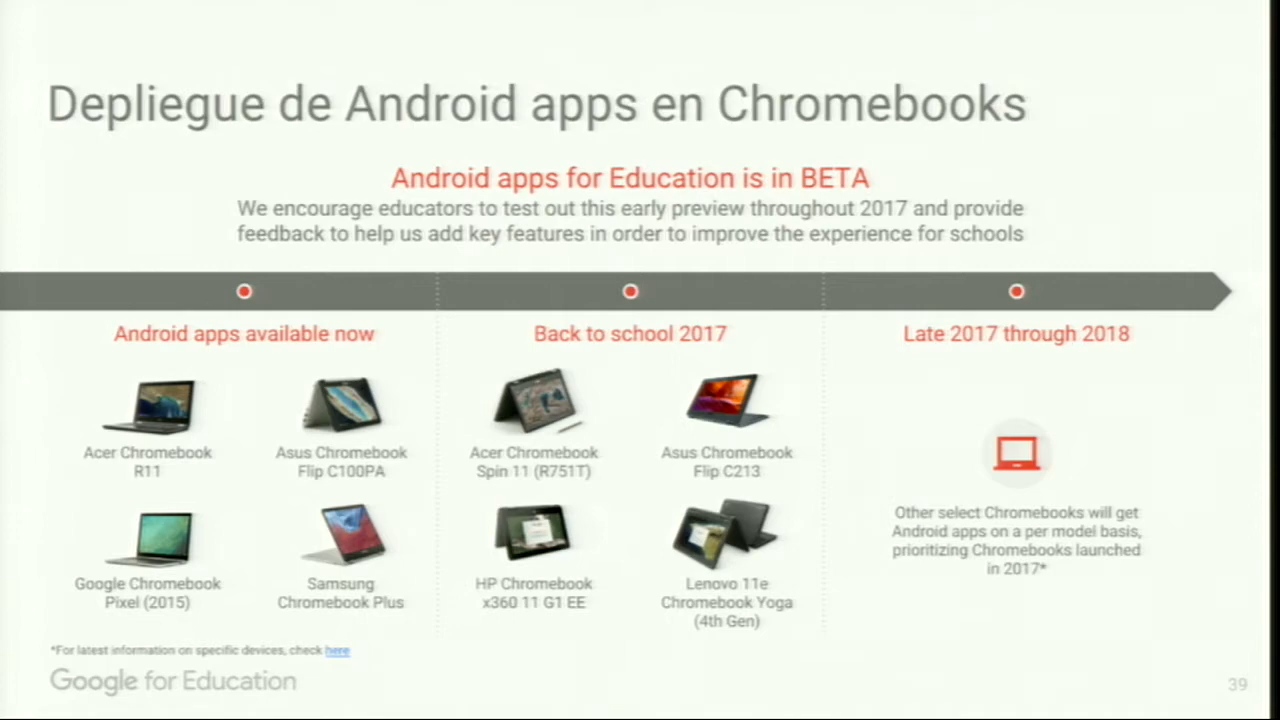 Depliegue de Android apps en Chromebooks
Android apps for Education is in BETA
We encourage educators to test out this early preview throughout 2017 and provide
feedback to help us add key features in order to improve the experience for schools
Android apps available now
Acer Chromebook
R11
Asus Chromebook
Flip C100PA
Google Chromebook
Pixel (2015)
Samsung
Chromebook Plus
Back to school 2017
Acer Chromebook
Spin 11 (R751T)
Asus Chromebook
Flip C213
HP Chromebook
x360 11 G1 EE
Lenovo 11e
Chromebook Yoga
(4th Gen)
Late 2017 through 2018
Other select Chromebooks will get
Android apps on a per model basis,
prioritizing Chromebooks launched
in 2017*
*For latest information on specific devices, check here
Google for Education
39